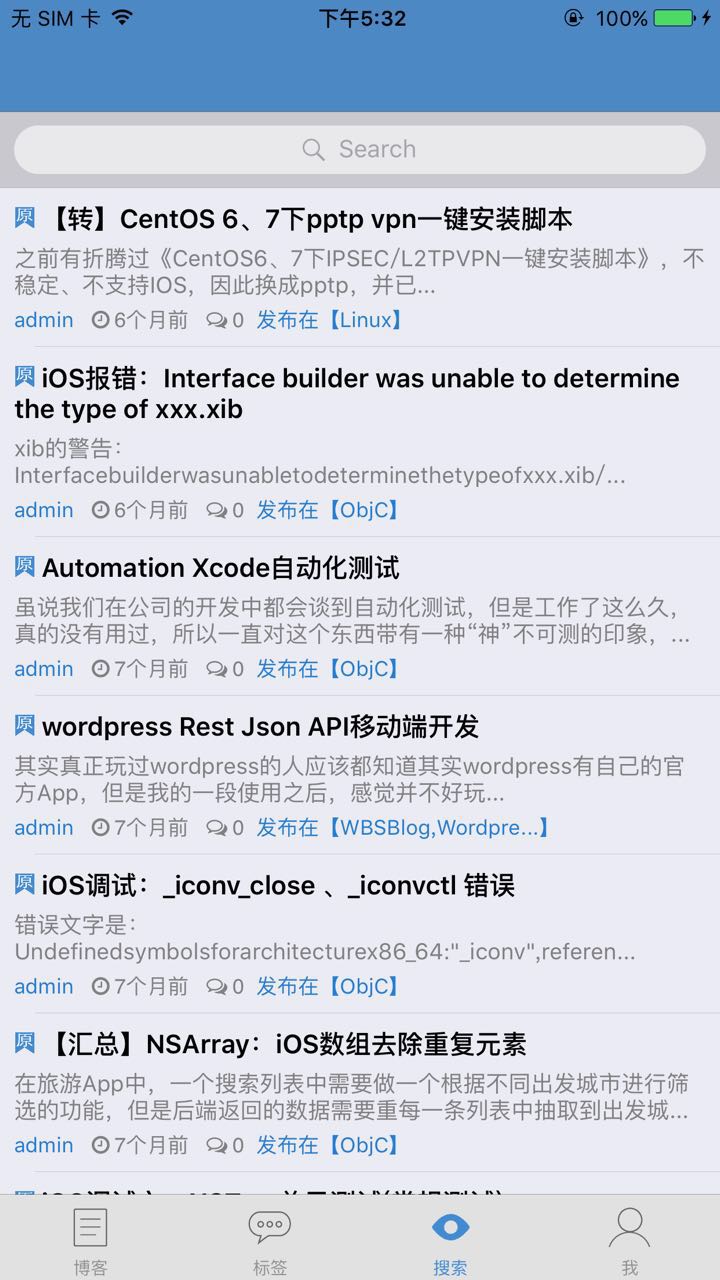 无 SIM 卡 下午5:32 100%
Search
原 【转】CentOS 6、7下pptp vpn一键安装脚本
之前有折腾过《CentOS6、7下IPSEC/L2TPVPN一键安装脚本》，不
稳定、不支持IOS，因此换成pptp，并已...
admin 6个月前 0 发布在【Linux】
原 iOS报错：Interface builder was unable to determine
the type of xxx.xib
xib的警告：
Interfacebuilderwasunabletodeterminethetypeofxxx.xib/...
admin 6个月前 0 发布在【ObjC】
原 Automation Xcode自动化测试
虽说我们在公司的开发中都会谈到自动化测试，但是工作了这么久，
真的没有用过，所以一直对这个东西带有一种“神”不可测的印象，...
admin 7个月前 0 发布在【ObjC】
原 wordpress Rest Json API移动端开发
其实真正玩过wordpress的人应该都知道其实wordpress有自己的官
方App，但是我的一段使用之后，感觉并不好玩...
admin 7个月前 0 发布在【WBSBlog,Wordpre...】
原 iOS调试：_iconv_close 、_iconvctl 错误
错误文字是：
Undefinedsymbolsforarchitecturex86_64:"_iconv",referen...
admin 7个月前 0 发布在【ObjC】
原 【汇总】NSArray：iOS数组去除重复元素
在旅游App中，一个搜索列表中需要做一个根据不同出发城市进行筛
选的功能，但是后端返回的数据需要重每一条列表中抽取到出发城...
admin 7个月前 0 发布在【ObjC】
博客 标签 搜索 我